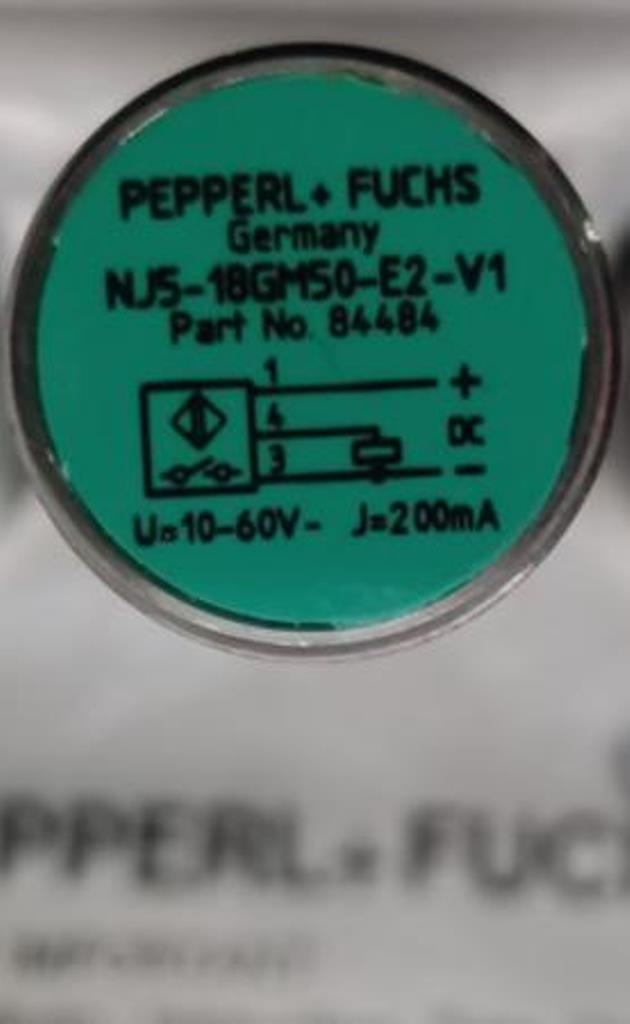 PEPPERL+ FUCHS
Germany
NJ5-18GM50-E2-V1
Part No. 84484
1
+
4
DC
3
-
U=10-60V- J=200mA
PPERL+ FUC